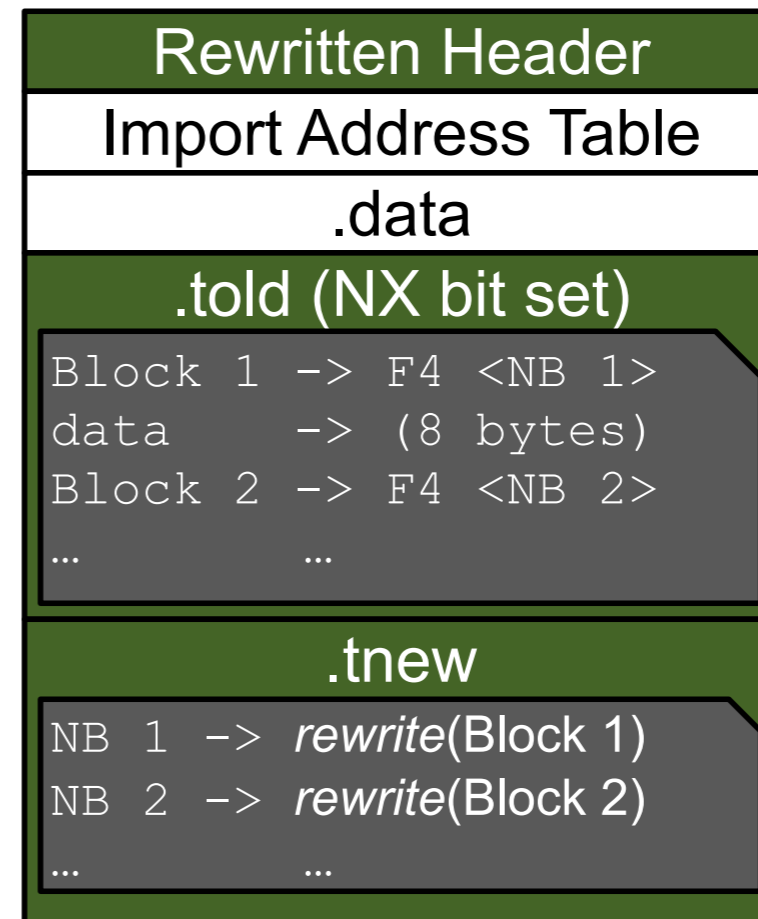 Rewritten Header
Import Address Table
.data
.told (NX bit set)
Block 1 -> F4 <NB 1>
data -> (8 bytes)
Block 2 -> F4 <NB 2>
… …
.tnew
NB 1 -> rewrite(Block 1)
NB 2 -> rewrite(Block 2)
… …